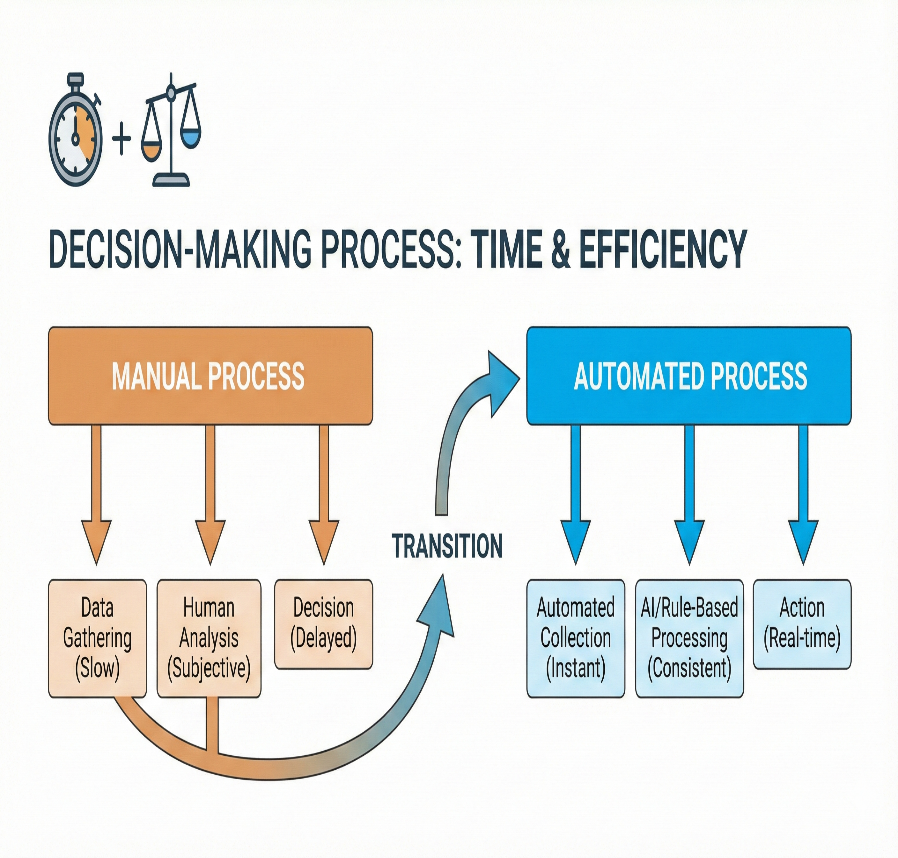 +
DECISION-MAKING PROCESS: TIME & EFFICIENCY
MANUAL PROCESS
Data
Gathering
(Slow)
Human
Analysis
(Subjective)
Decision
(Delayed)
TRANSITION
AUTOMATED PROCESS
Automated
Collection
(Instant)
AI/Rule-Based
Processing
(Consistent)
Action
(Real-time)